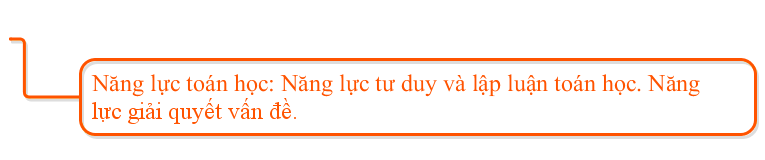 Năng lực toán học: Năng lực tư duy và lập luận toán học. Năng
lực giải quyết vấn đề.